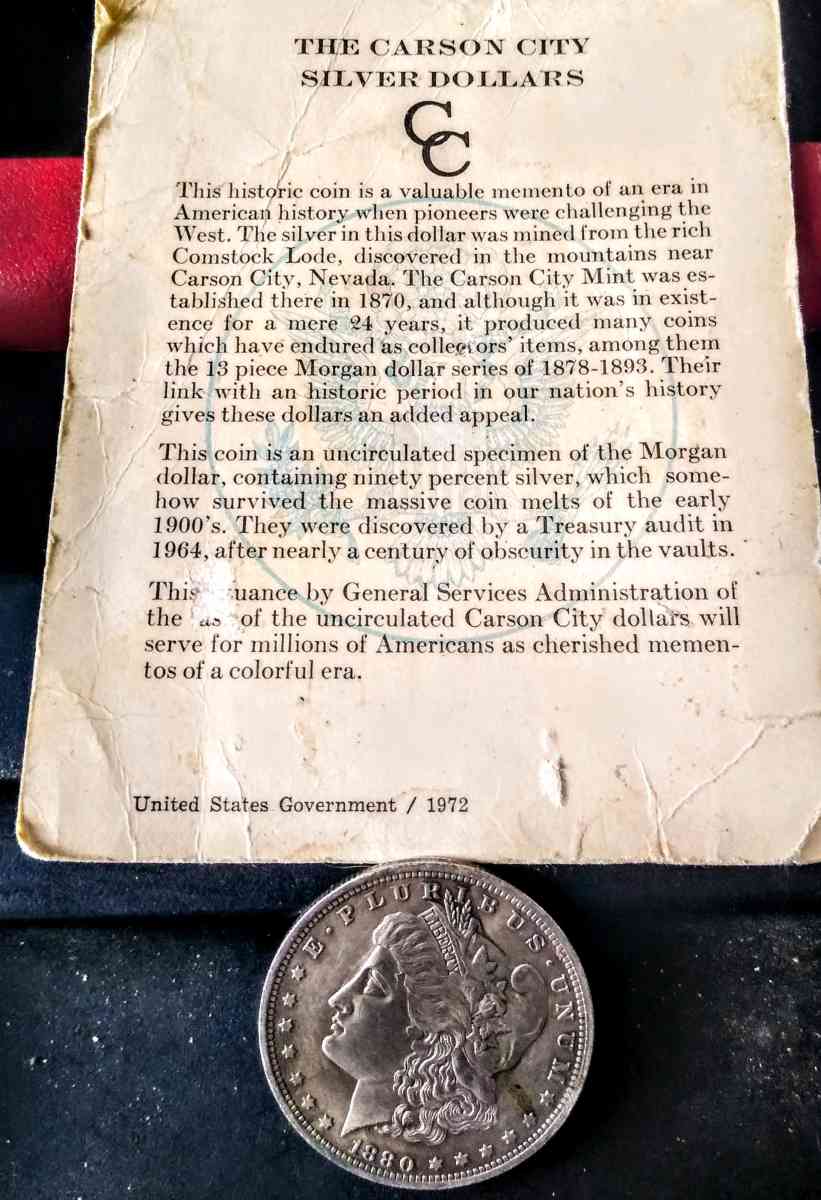 THE CARSON CITY
SILVER DOLLARS
CC
This historic coin is a valuable memento of an era in
American history when pioneers were challenging the
West. The silver in this dollar was mined from the rich
Comstock Lode, discovered in the mountains near
Carson City, Nevada. The Carson City Mint was es-
tablished there in 1870, and although it was in exist-
ence for a mere 24 years, it produced many coins
which have endured as collectors' items, among them
the 13 piece Morgan dollar series of 1878-1893. Their
link with an historic period in our nation's history
gives these dollars an added appeal.
This coin is an uncirculated specimen of the Morgan
dollar, containing ninety percent silver, which some-
how survived the massive coin melts of the early
1900's. They were discovered by a Treasury audit in
1964, after nearly a century of obscurity in the vaults.
This uance by General Services Administration of
the as of the uncirculated Carson City dollars will
serve for millions of Americans as cherished memen-
tos of a colorful era.
United States Government / 1972
E · PLURIBUS · UNUM
LIBERTY
1880